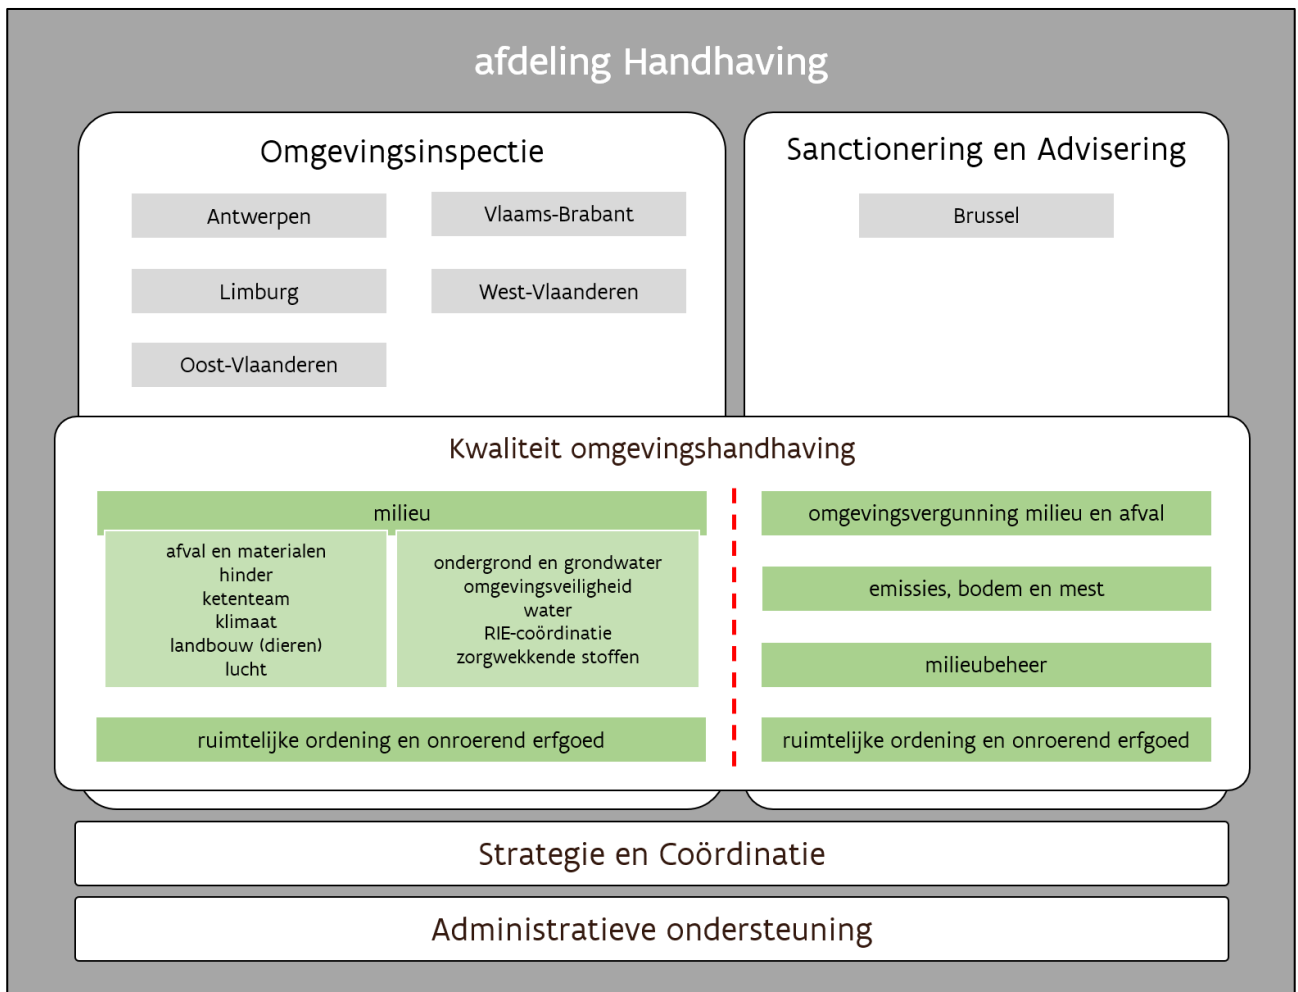 afdeling Handhaving
Omgevingsinspectie
Antwerpen
Vlaams-Brabant
Limburg
West-Vlaanderen
Oost-Vlaanderen
Sanctionering en Advisering
Brussel
Kwaliteit omgevingshandhaving
milieu
afval en materialen
hinder
ketenteam
klimaat
landbouw (dieren)
lucht
ondergrond en grondwater
omgevingsveiligheid
water
RIE-coördinatie
zorgwekkende stoffen
ruimtelijke ordening en onroerend erfgoed
omgevingsvergunning milieu en afval
emissies, bodem en mest
milieubeheer
ruimtelijke ordening en onroerend erfgoed
Strategie en Coördinatie
Administratieve ondersteuning